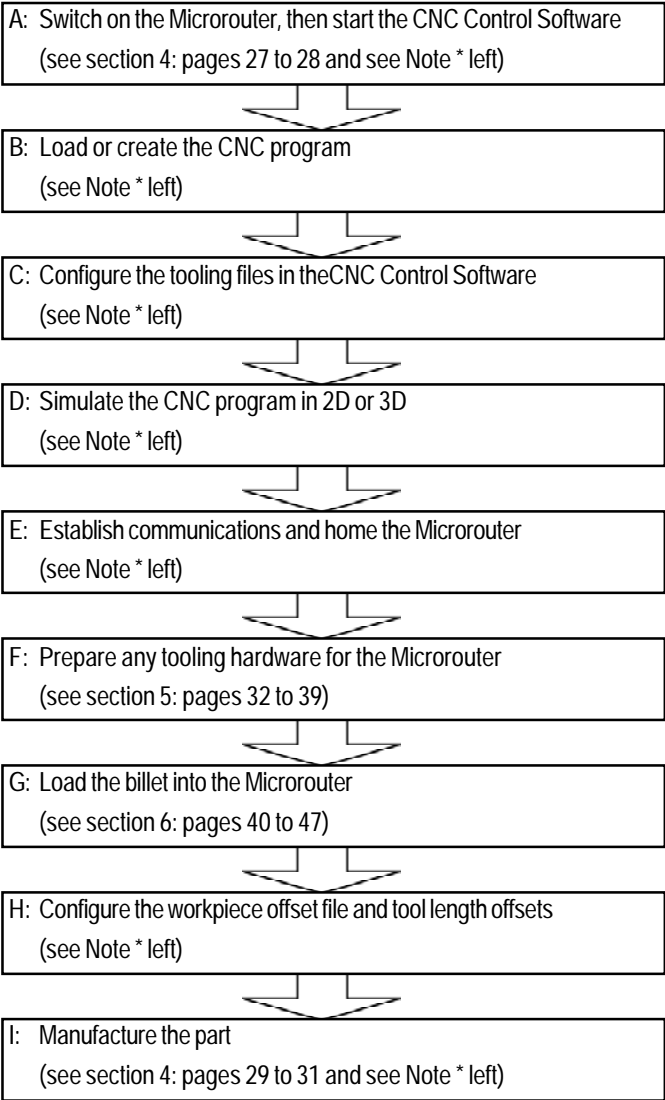 A: Switch on the Microrouter, then start the CNC Control Software
(see section 4: pages 27 to 28 and see Note * left)
B: Load or create the CNC program
(see Note * left)
C: Configure the tooling files in theCNC Control Software
(see Note * left)
D: Simulate the CNC program in 2D or 3D
(see Note * left)
E: Establish communications and home the Microrouter
(see Note * left)
F: Prepare any tooling hardware for the Microrouter
(see section 5: pages 32 to 39)
G: Load the billet into the Microrouter
(see section 6: pages 40 to 47)
H: Configure the workpiece offset file and tool length offsets
(see Note * left)
I: Manufacture the part
(see section 4: pages 29 to 31 and see Note * left)